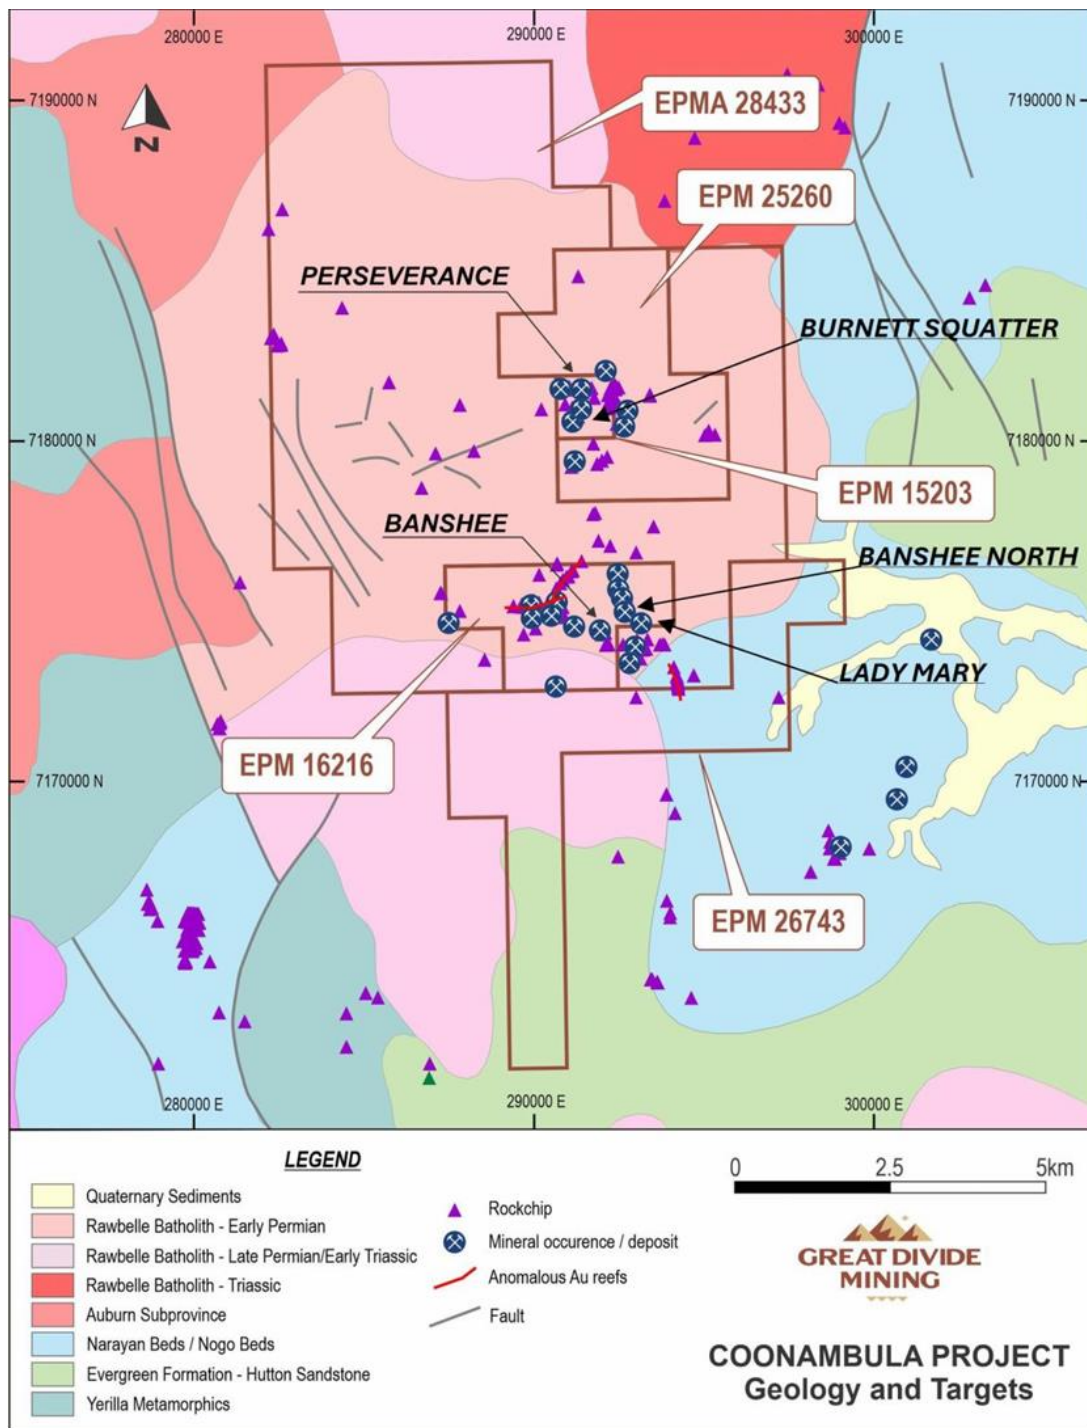 280000 E
290000 E
300000 E
7190000 N
7190000 N
EPMA 28433
N
EPM 25260
PERSEVERANCE
BURNETT SQUATTER
7180000 N
7180000 N
EPM 15203
BANSHEE
BANSHEE NORTH
LADY MARY
EPM 16216
7170000 N
7170000 N
EPM 26743
280000 E
290000 E
300000 E
LEGEND
Quaternary Sediments
Rawbelle Batholith - Early Permian
Rawbelle Batholith - Late Permian/Early Triassic
Rawbelle Batholith - Triassic
Auburn Subprovince
Narayan Beds / Nogo Beds
Evergreen Formation - Hutton Sandstone
Yerilla Metamorphics
Rockchip
Mineral occurence / deposit
Anomalous Au reefs
Fault
0 2.5 5km
GREAT DIVIDE
MINING
COONAMBULA PROJECT
Geology and Targets